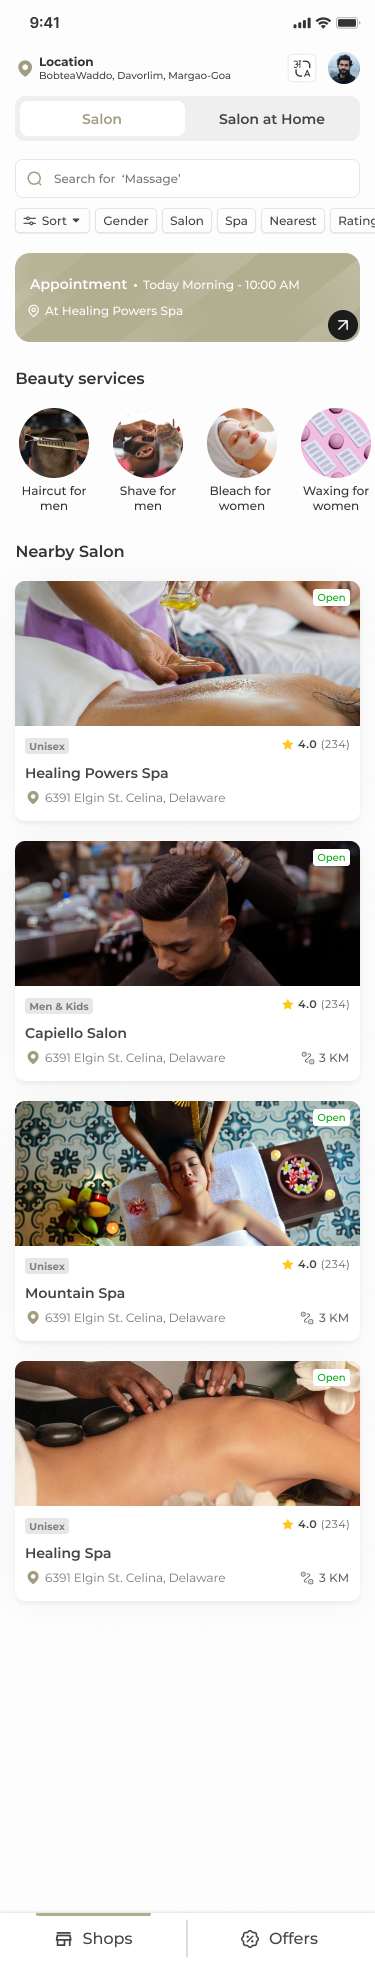 9:41
Location
BobteaWaddo, Davorlim, Margao-Goa
अ A
Salon
Salon at Home
Search for ‘Massage’
Sort
Gender
Salon
Spa
Nearest
Rating
Appointment • Today Morning - 10:00 AM
At Healing Powers Spa
Beauty services
Haircut for
men
Shave for
men
Bleach for
women
Waxing for
women
Nearby Salon
Open
Unisex
4.0 (234)
Healing Powers Spa
6391 Elgin St. Celina, Delaware
Open
Men & Kids
4.0 (234)
Capiello Salon
6391 Elgin St. Celina, Delaware
3 KM
Open
Unisex
4.0 (234)
Mountain Spa
6391 Elgin St. Celina, Delaware
3 KM
Open
Unisex
4.0 (234)
Healing Spa
6391 Elgin St. Celina, Delaware
3 KM
Shops
Offers